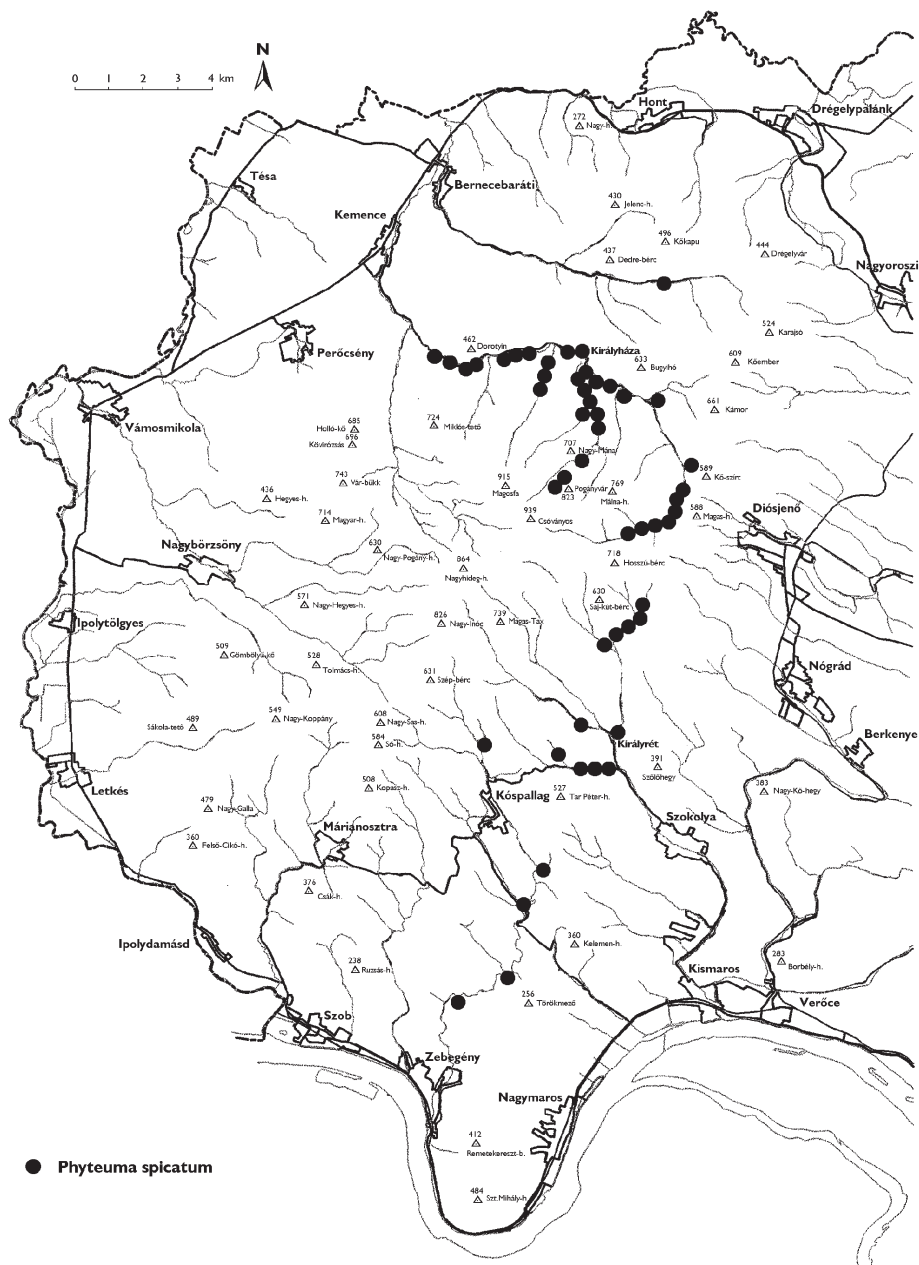 N
0 1 2 3 4 km
Hont
Drégelypalánk
272
Nagy-h.
Bernecebaráti
Tésa
430
Jelenc-h.
Kemence
496
Kőkapu
437
Dedre-bérc
444
Drégelyvár
Nagyoroszi
524
Karajsó
462
Dorotyin
Perőcsény
Királyháza
633
Bugyihó
609
Kőember
661
Kámor
Vámosmikola
685
Holló-kő
696
Kővirózsás
724
Miklós-tető
707
Nagy-Mána
743
Vár-bükk
915
Magosfa
Pogányvár
823
769
Málna-h.
589
Kő-szirt
436
Hegyes-h.
714
Magyar-h.
939
Csóványos
588
Magas-h.
Diósjenő
Nagybörzsöny
630
Nagy-Pogány-h.
864
Nagyhideg-h.
718
Hosszú-bérc
571
Nagy-Hegyes-h.
630
Saj-kút-bérc
Ipolytölgyes
826
Nagy-Inóc
739
Magas-Tax
509
Gömbölyű-kő
528
Tolmács-h.
631
Szép-bérc
Nógrád
489
Sákola-tető
549
Nagy-Koppány
608
Nagy-Sas-h.
584
Só-h.
Királyrét
391
Szőlőhegy
Berkenye
Letkés
508
Kopasz-h.
Kóspallag
527
Tar Péter-h.
383
Nagy-Kő-hegy
479
Nagy-Galla
Márianosztra
Szokolya
360
Felső-Cikó-h.
376
Csák-h.
Ipolydamásd
360
Kelemen-h.
238
Ruzsás-h.
Kismaros
283
Borbély-h.
256
Törökmező
Verőce
Szob
Zebegény
Nagymaros
412
Remetekereszt-b.
Phyteuma spicatum
484
Szt.Mihály-h.